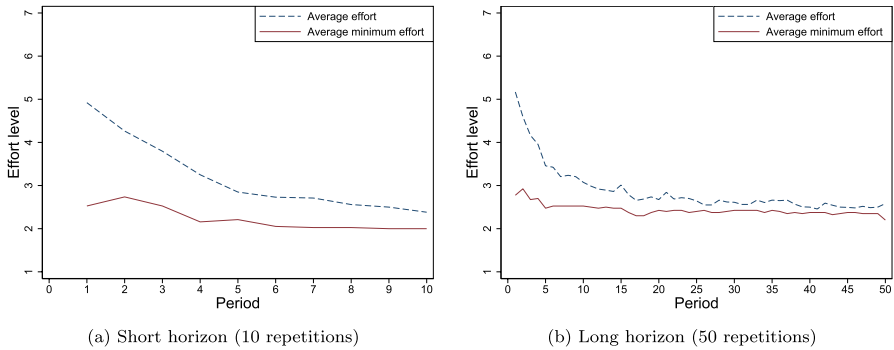 Average effort
Average minimum effort
Effort level
7
6
5
4
3
2
1
0 1 2 3 4 5 6 7 8 9 10
Period
(a) Short horizon (10 repetitions)
Average effort
Average minimum effort
Effort level
7
6
5
4
3
2
1
0 5 10 15 20 25 30 35 40 45 50
Period
(b) Long horizon (50 repetitions)